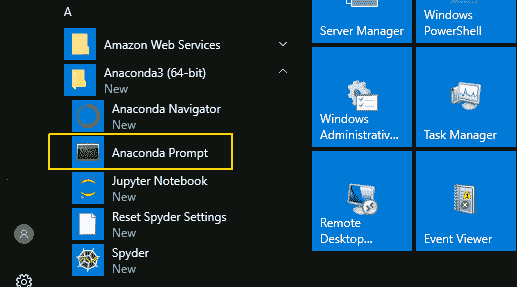 A
Amazon Web Services
Anaconda3 (64-bit)
New
Anaconda Navigator
New
Anaconda Prompt
Jupyter Notebook
New
Reset Spyder Settings
New
Spyder
New
Server Manager
Windows
PowerShell
Windows
Administrativ...
Task Manager
Remote
Desktop...
Event Viewer